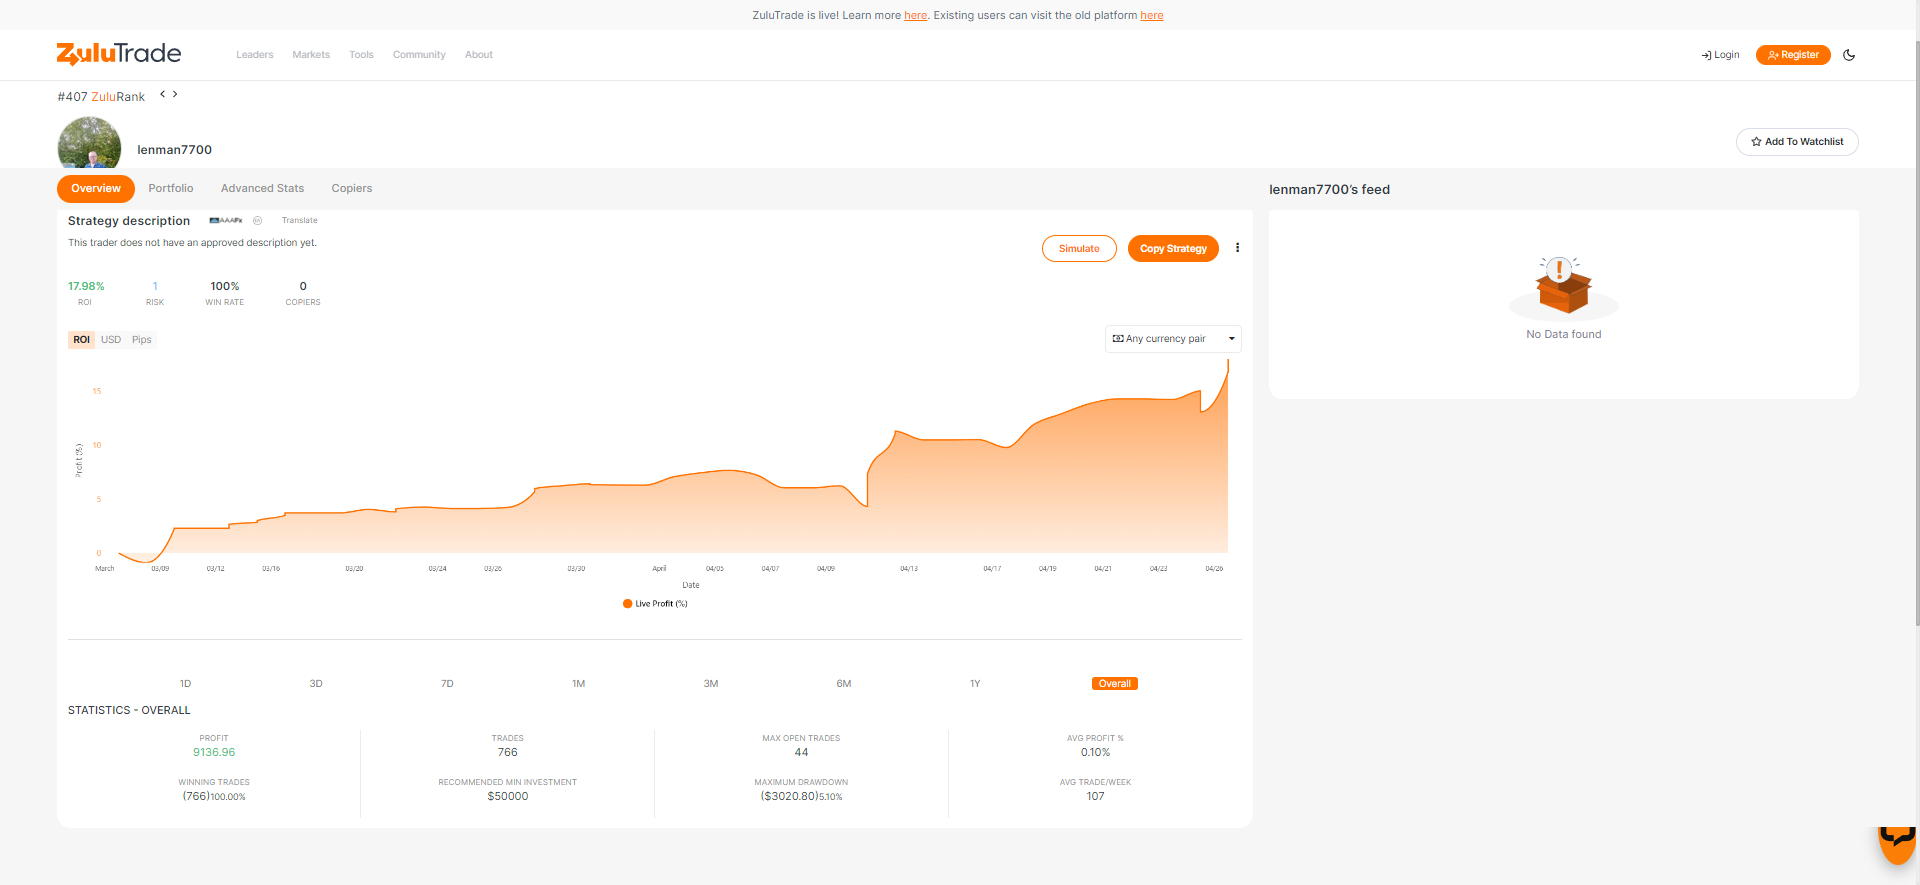 ZuluTrade is live! Learn more here. Existing users can visit the old platform here
ZuluTrade
Leaders Markets Tools Community About
Login Register
#407 ZuluRank < >
lenman7700
Add To Watchlist
Overview Portfolio Advanced Stats Copiers
lenman7700's feed
Strategy description AAAFx Translate
This trader does not have an approved description yet.
Simulate Copy Strategy
17.98% 1 100% 0
ROI RISK WIN RATE COPIERS
No Data found
ROI USD Pips
Any currency pair
15
10
5
0
Profit (%)
March 03/09 03/12 03/16 03/20 03/24 03/26 03/30 April 04/05 04/07 04/09 04/13 04/17 04/19 04/21 04/23 04/26
Date
Live Profit (%)
1D 3D 7D 1M 3M 6M 1Y Overall
STATISTICS - OVERALL
PROFIT TRADES MAX OPEN TRADES AVG PROFIT %
9136.96 766 44 0.10%
WINNING TRADES RECOMMENDED MIN INVESTMENT MAXIMUM DRAWDOWN AVG TRADE/WEEK
(766)100.00% $50000 ($3020.80)5.10% 107